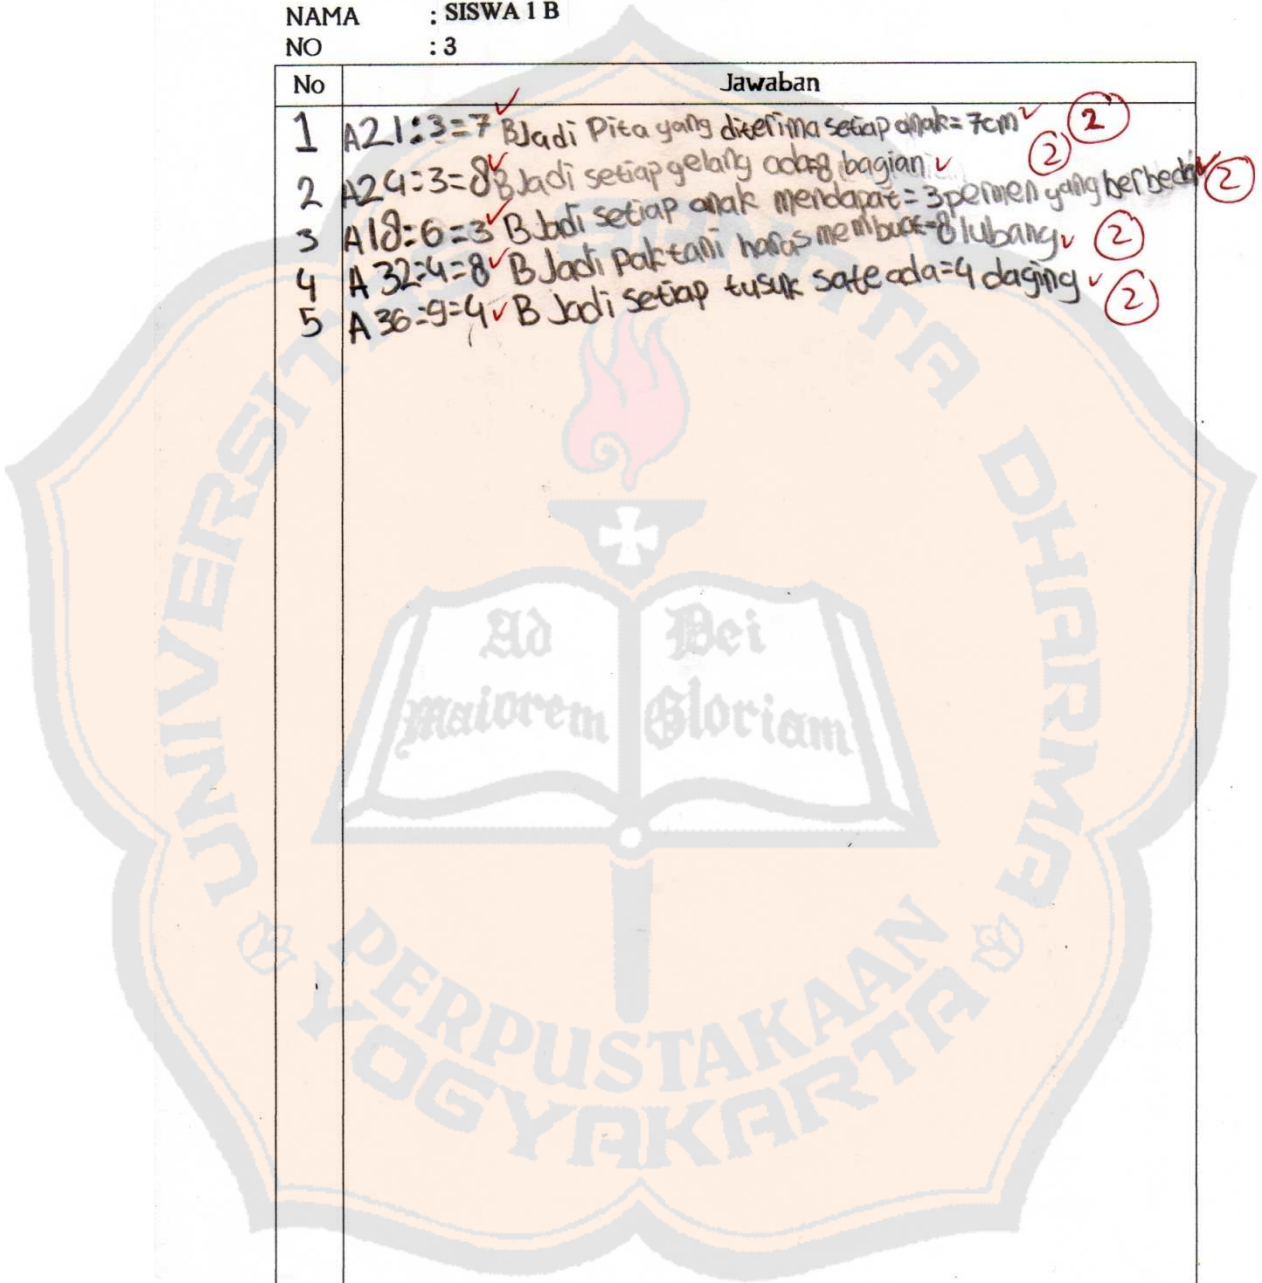 NAMA : SISWA 1 B
NO : 3
No Jawaban
1 A 21:3=7 B Jadi Pita yang diterima setiap anak=7cm 2
2 A 24:3=8 B Jadi setiap gelang ada=8 bagian 2
3 A 18:6=3 B Jadi setiap anak mendapat=3 permen yang berbeda 2
4 A 32:4=8 B Jadi Pak tani harus membuat=8 lubang 2
5 A 36:9=4 B Jadi Setiap tusuk sate ada=4 daging 2
UNIVERSITAS SANATA DHARMA
Ad Dei
Maiorem Gloriam
PERPUSTAKAAN
YOGYAKARTA